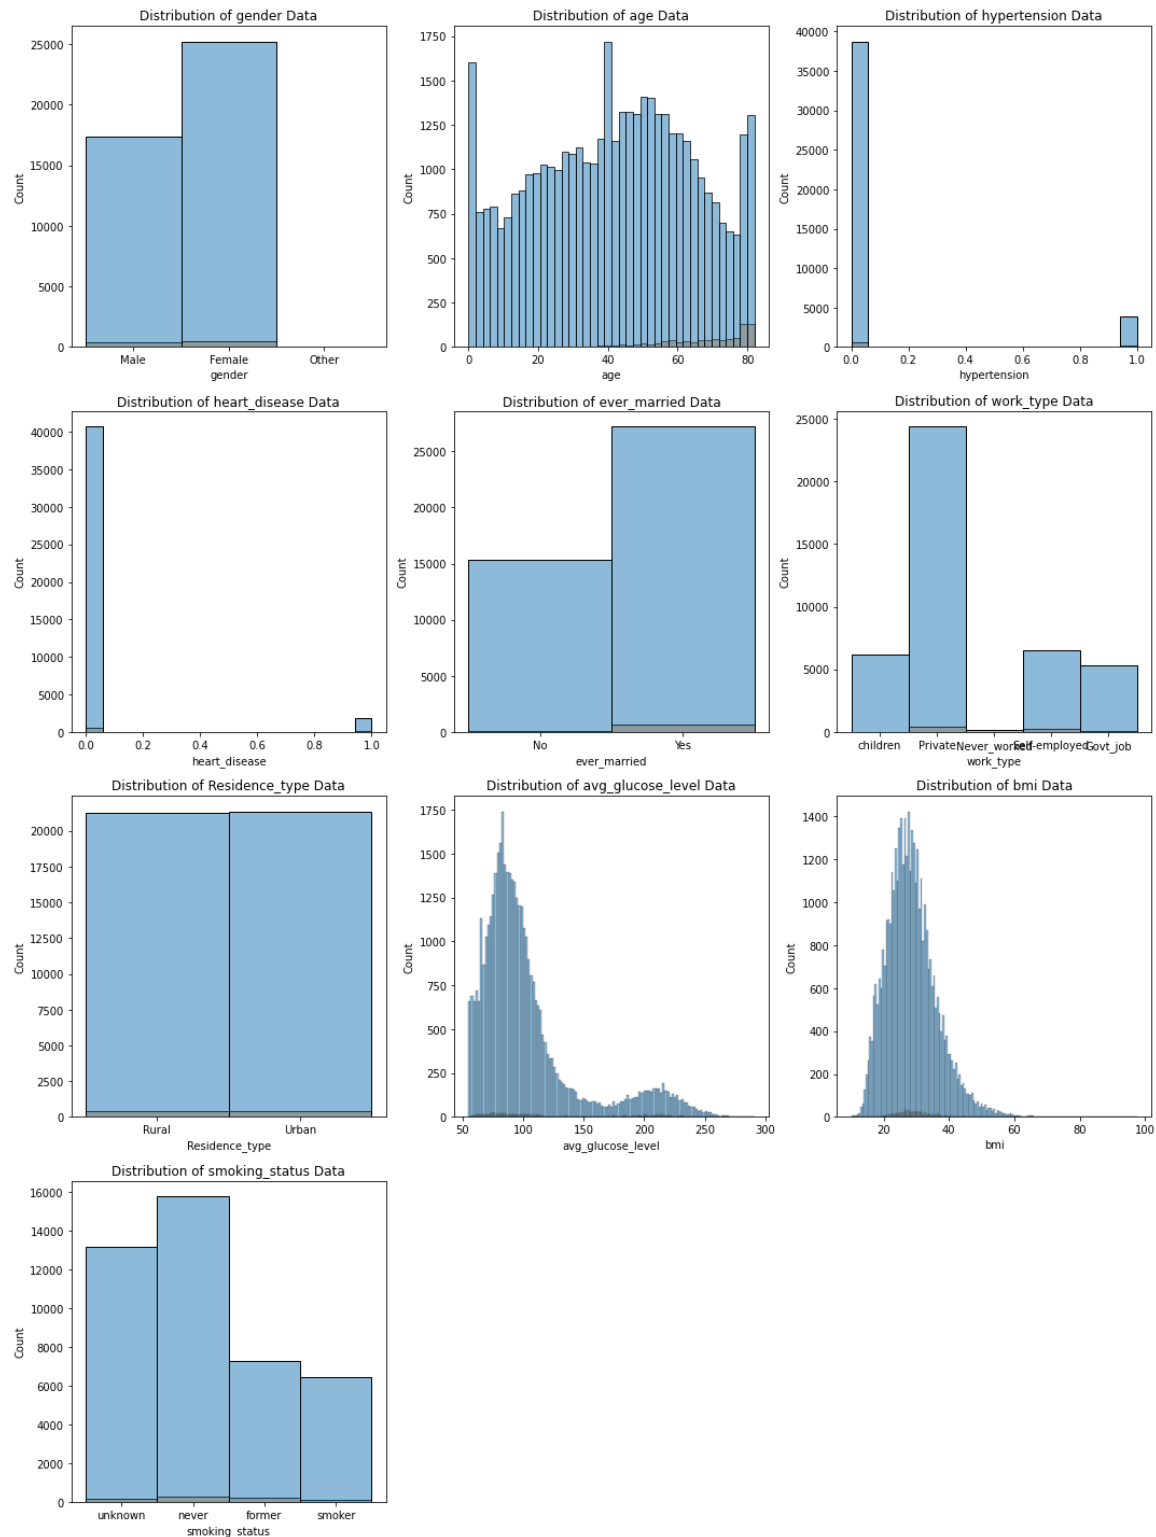 Distribution of gender Data
25000
20000
15000
10000
5000
0
Count
Male Female Other
gender
Distribution of age Data
1750
1500
1250
1000
750
500
250
0
Count
0 20 40 60 80
age
Distribution of hypertension Data
40000
35000
30000
25000
20000
15000
10000
5000
0
Count
0.0 0.2 0.4 0.6 0.8 1.0
hypertension
Distribution of heart_disease Data
40000
35000
30000
25000
20000
15000
10000
5000
0
Count
0.0 0.2 0.4 0.6 0.8 1.0
heart_disease
Distribution of ever_married Data
25000
20000
15000
10000
5000
0
Count
No Yes
ever_married
Distribution of work_type Data
25000
20000
15000
10000
5000
0
Count
children Private Never_worked Self-employed Govt_job
work_type
Distribution of Residence_type Data
20000
17500
15000
12500
10000
7500
5000
2500
0
Count
Rural Urban
Residence_type
Distribution of avg_glucose_level Data
1750
1500
1250
1000
750
500
250
0
Count
50 100 150 200 250 300
avg_glucose_level
Distribution of bmi Data
1400
1200
1000
800
600
400
200
0
Count
20 40 60 80 100
bmi
Distribution of smoking_status Data
16000
14000
12000
10000
8000
6000
4000
2000
0
Count
unknown never former smoker
smoking_status